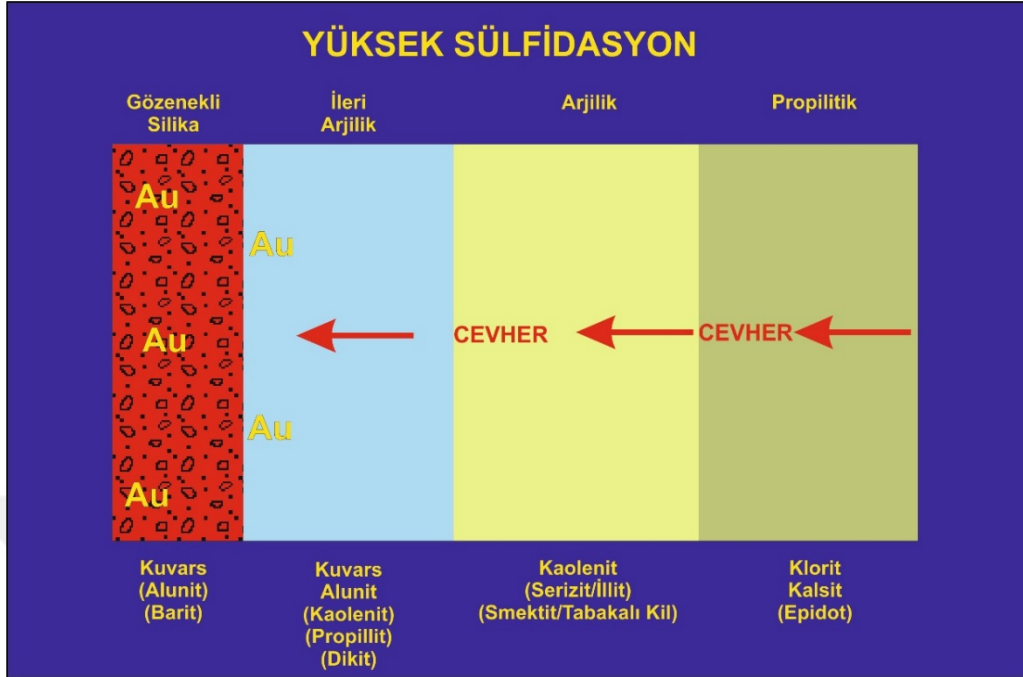 YÜKSEK SÜLFİDASYON
Gözenekli
Silika
İleri
Arjilik
Arjilik
Propilitik
Au
Au
Au
Au
Au
CEVHER
CEVHER
Kuvars
(Alunit)
(Barit)
Kuvars
Alunit
(Kaolenit)
(Propillit)
(Dikit)
Kaolenit
(Serizit/İllit)
(Smektit/Tabakalı Kil)
Klorit
Kalsit
(Epidot)